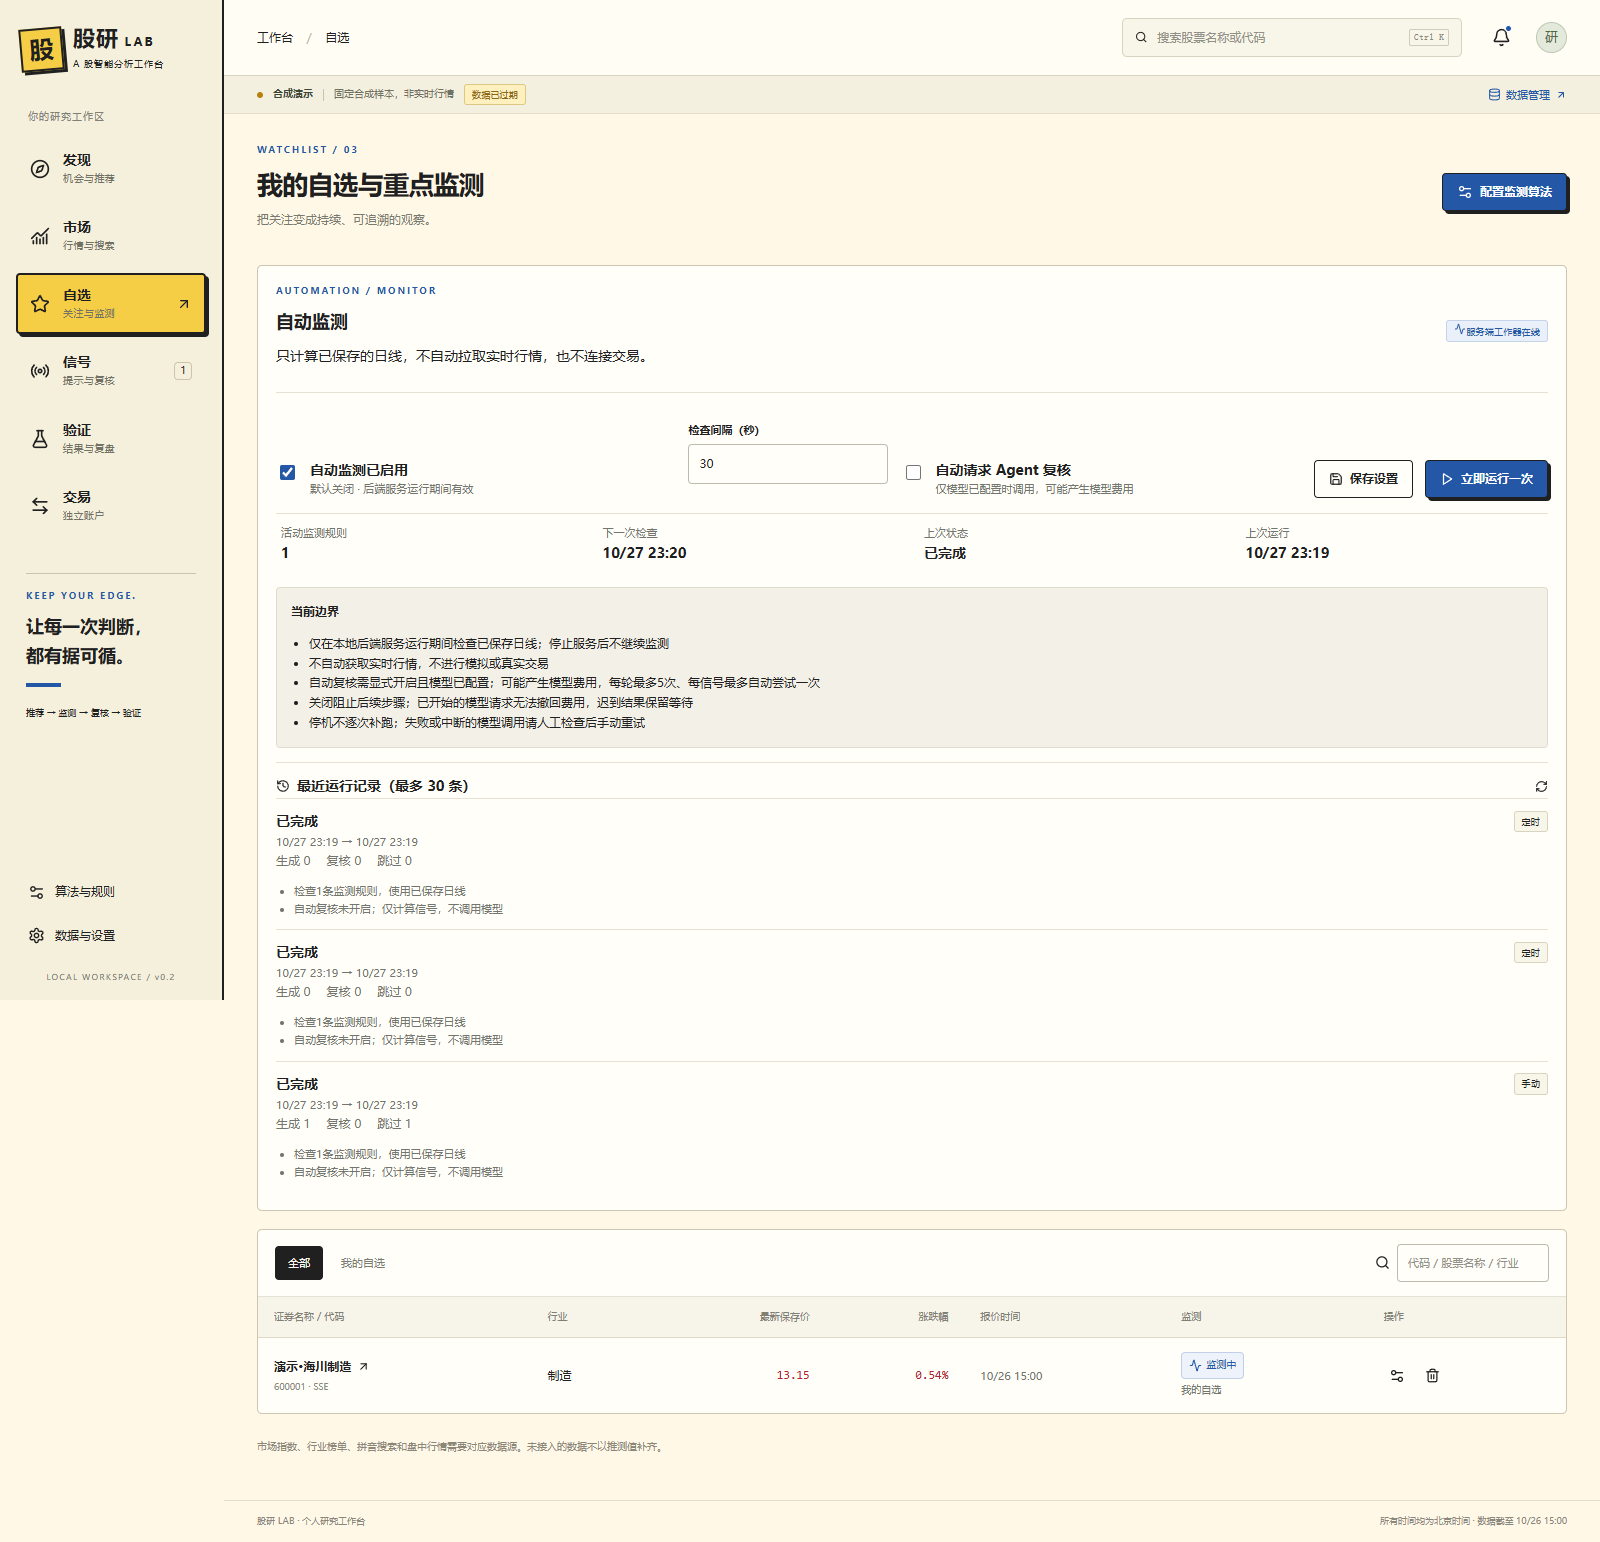 股
股研 LAB
A 股智能分析工作台
你的研究工作区
发现
机会与推荐
市场
行情与搜索
自选
关注与监测
信号
提示与复核
1
验证
结果与复盘
交易
独立账户
KEEP YOUR EDGE.
让每一次判断，
都有据可循。
推荐 → 监测 → 复核 → 验证
算法与规则
数据与设置
LOCAL WORKSPACE / v0.2
工作台 / 自选
搜索股票名称或代码
Ctrl K
研
合成演示
固定合成样本，非实时行情
数据已过期
数据管理
WATCHLIST / 03
我的自选与重点监测
把关注变成持续、可追溯的观察。
配置监测算法
AUTOMATION / MONITOR
自动监测
只计算已保存的日线，不自动拉取实时行情，也不连接交易。
服务端工作器在线
自动监测已启用
默认关闭 · 后端服务运行期间有效
检查间隔（秒）
30
自动请求 Agent 复核
仅模型已配置时调用，可能产生模型费用
保存设置
立即运行一次
活动监测规则
1
下一次检查
10/27 23:20
上次状态
已完成
上次运行
10/27 23:19
当前边界
仅在本地后端服务运行期间检查已保存日线；停止服务后不继续监测
不自动获取实时行情，不进行模拟或真实交易
自动复核需显式开启且模型已配置；可能产生模型费用，每轮最多5次、每信号最多自动尝试一次
关闭阻止后续步骤；已开始的模型请求无法撤回费用，迟到结果保留等待
停机不逐次补跑；失败或中断的模型调用请人工检查后手动重试
最近运行记录（最多 30 条）
已完成
定时
10/27 23:19 → 10/27 23:19
生成 0 复核 0 跳过 0
检查1条监测规则，使用已保存日线
自动复核未开启；仅计算信号，不调用模型
已完成
定时
10/27 23:19 → 10/27 23:19
生成 0 复核 0 跳过 0
检查1条监测规则，使用已保存日线
自动复核未开启；仅计算信号，不调用模型
已完成
手动
10/27 23:19 → 10/27 23:19
生成 1 复核 0 跳过 1
检查1条监测规则，使用已保存日线
自动复核未开启；仅计算信号，不调用模型
全部
我的自选
代码 / 股票名称 / 行业
证券名称 / 代码 行业 最新保存价 涨跌幅 报价时间 监测 操作
演示·海川制造
600001 · SSE
制造
13.15
0.54%
10/26 15:00
监测中
我的自选
市场指数、行业榜单、拼音搜索和盘中行情需要对应数据源。未接入的数据不以推测值补齐。
股研 LAB · 个人研究工作台
所有时间均为北京时间 · 数据截至 10/26 15:00